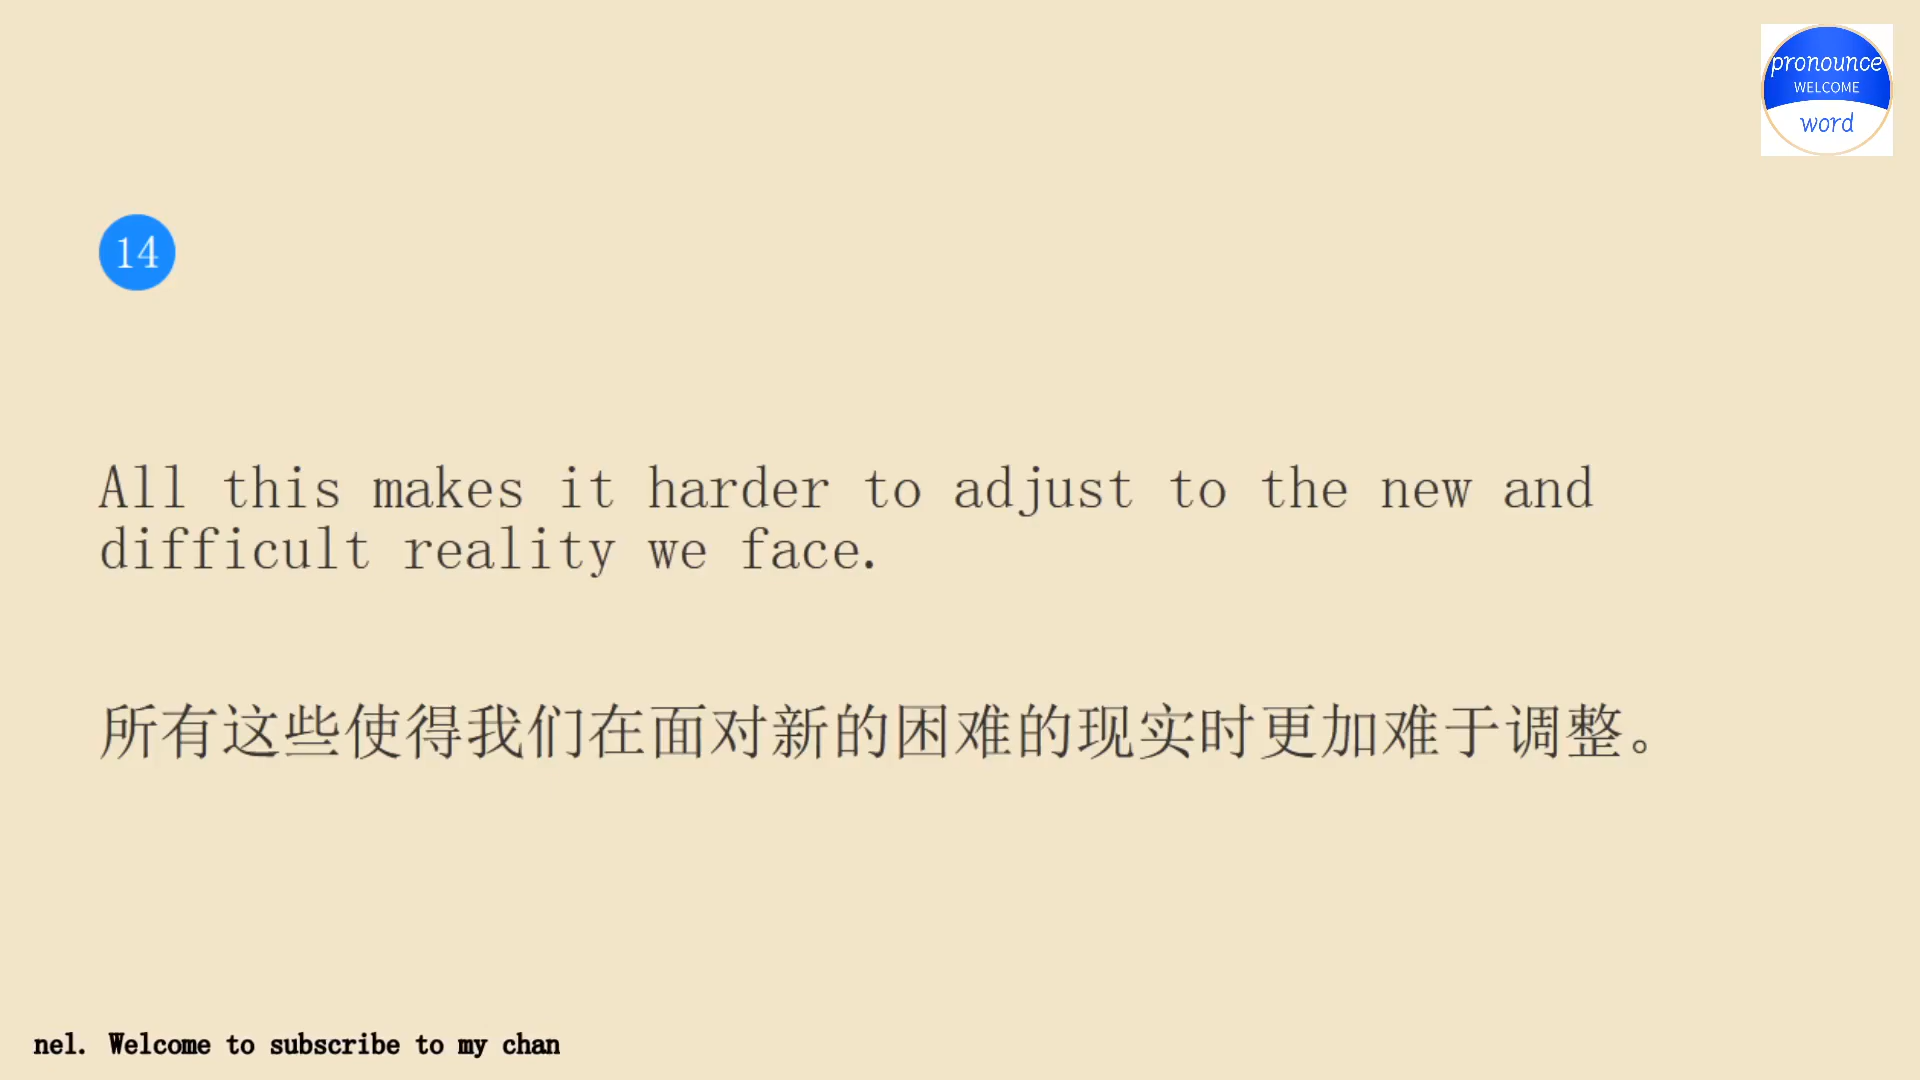 pronounce
WELCOME
word
14
All this makes it harder to adjust to the new and
difficult reality we face.
所有这些使得我们在面对新的困难的现实时更加难于调整。
nel. Welcome to subscribe to my chan